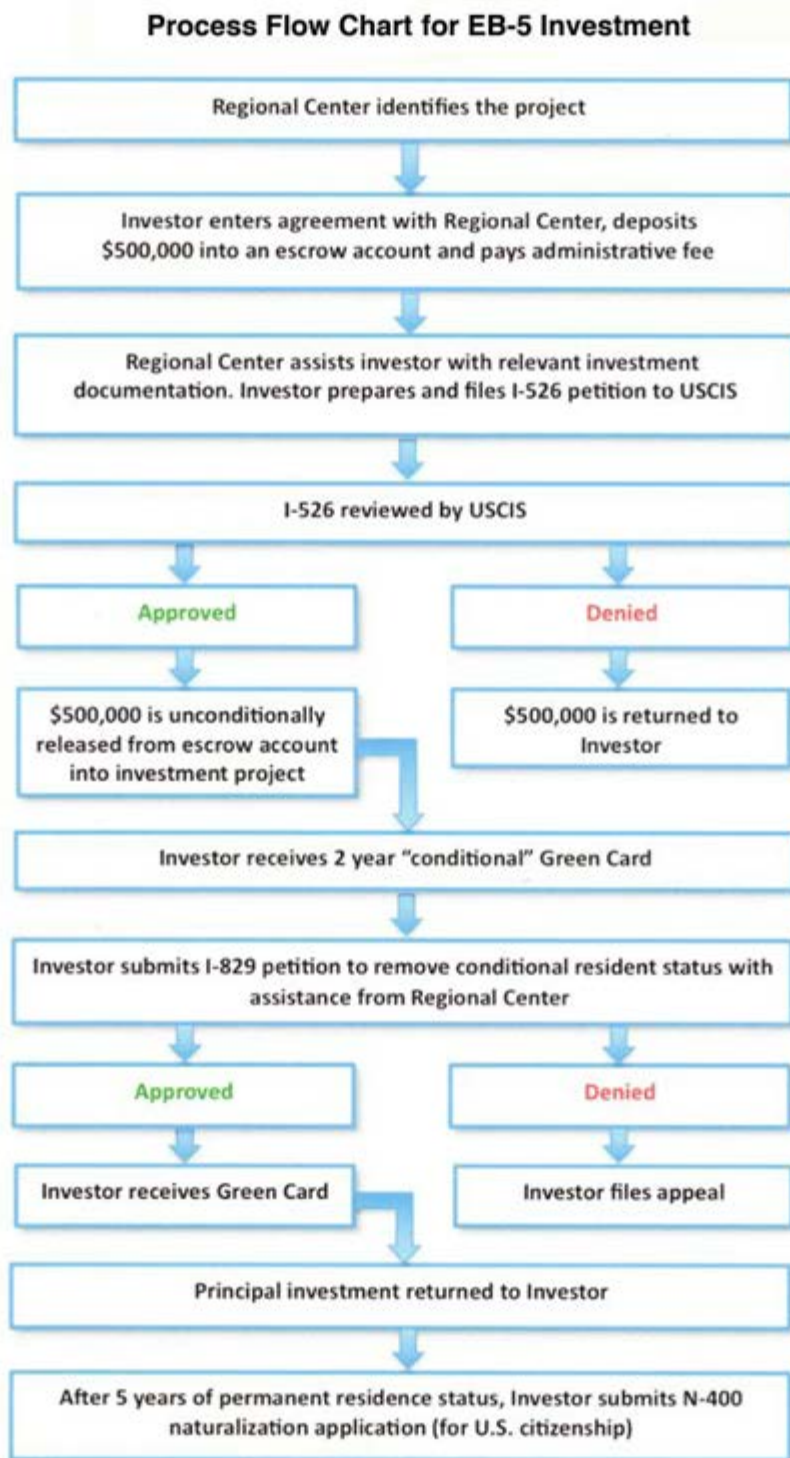 Process Flow Chart for EB-5 Investment
Regional Center identifies the project
Investor enters agreement with Regional Center, deposits
$500,000 into an escrow account and pays administrative fee
Regional Center assists investor with relevant investment
documentation. Investor prepares and files I-526 petition to USCIS
I-526 reviewed by USCIS
Approved
Denied
$500,000 is unconditionally
released from escrow account
into investment project
$500,000 is returned to
Investor
Investor receives 2 year “conditional” Green Card
Investor submits I-829 petition to remove conditional resident status with
assistance from Regional Center
Approved
Denied
Investor receives Green Card
Investor files appeal
Principal investment returned to Investor
After 5 years of permanent residence status, Investor submits N-400
naturalization application (for U.S. citizenship)